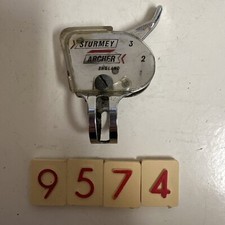 STURMEY 3
ARCHER 2
ENGLAND
9574